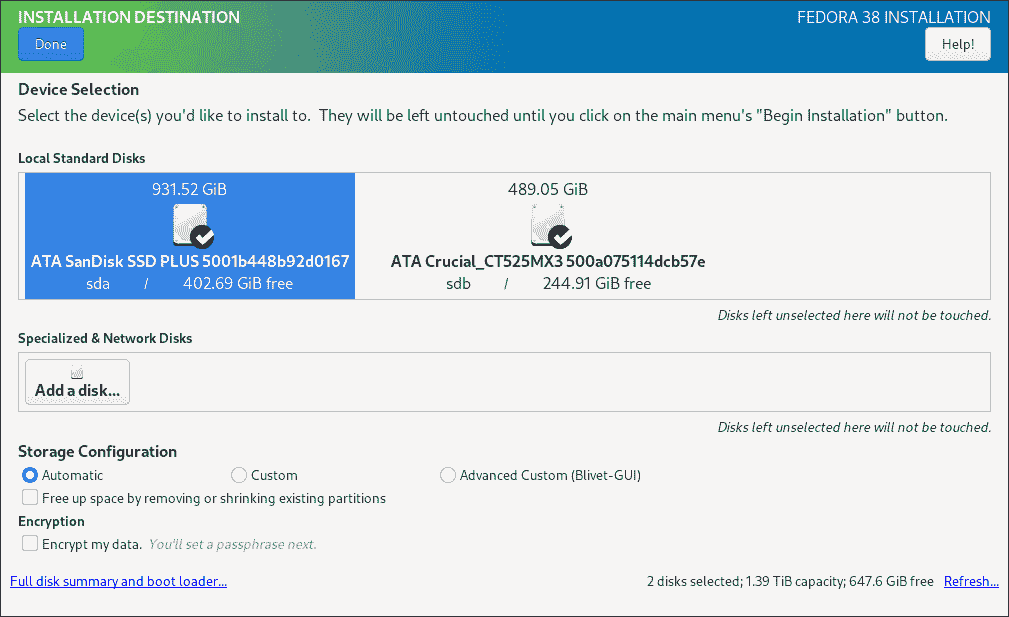 INSTALLATION DESTINATION
FEDORA 38 INSTALLATION
Done
Help!
Device Selection
Select the device(s) you'd like to install to.  They will be left untouched until you click on the main menu's "Begin Installation" button.
Local Standard Disks
931.52 GiB
ATA SanDisk SSD PLUS 5001b448b92d0167
sda / 402.69 GiB free
489.05 GiB
ATA Crucial_CT525MX3 500a075114dcb57e
sdb / 244.91 GiB free
Disks left unselected here will not be touched.
Specialized & Network Disks
Add a disk...
Disks left unselected here will not be touched.
Storage Configuration
Automatic
Custom
Advanced Custom (Blivet-GUI)
Free up space by removing or shrinking existing partitions
Encryption
Encrypt my data. You'll set a passphrase next.
Full disk summary and boot loader...
2 disks selected; 1.39 TiB capacity; 647.6 GiB free Refresh...